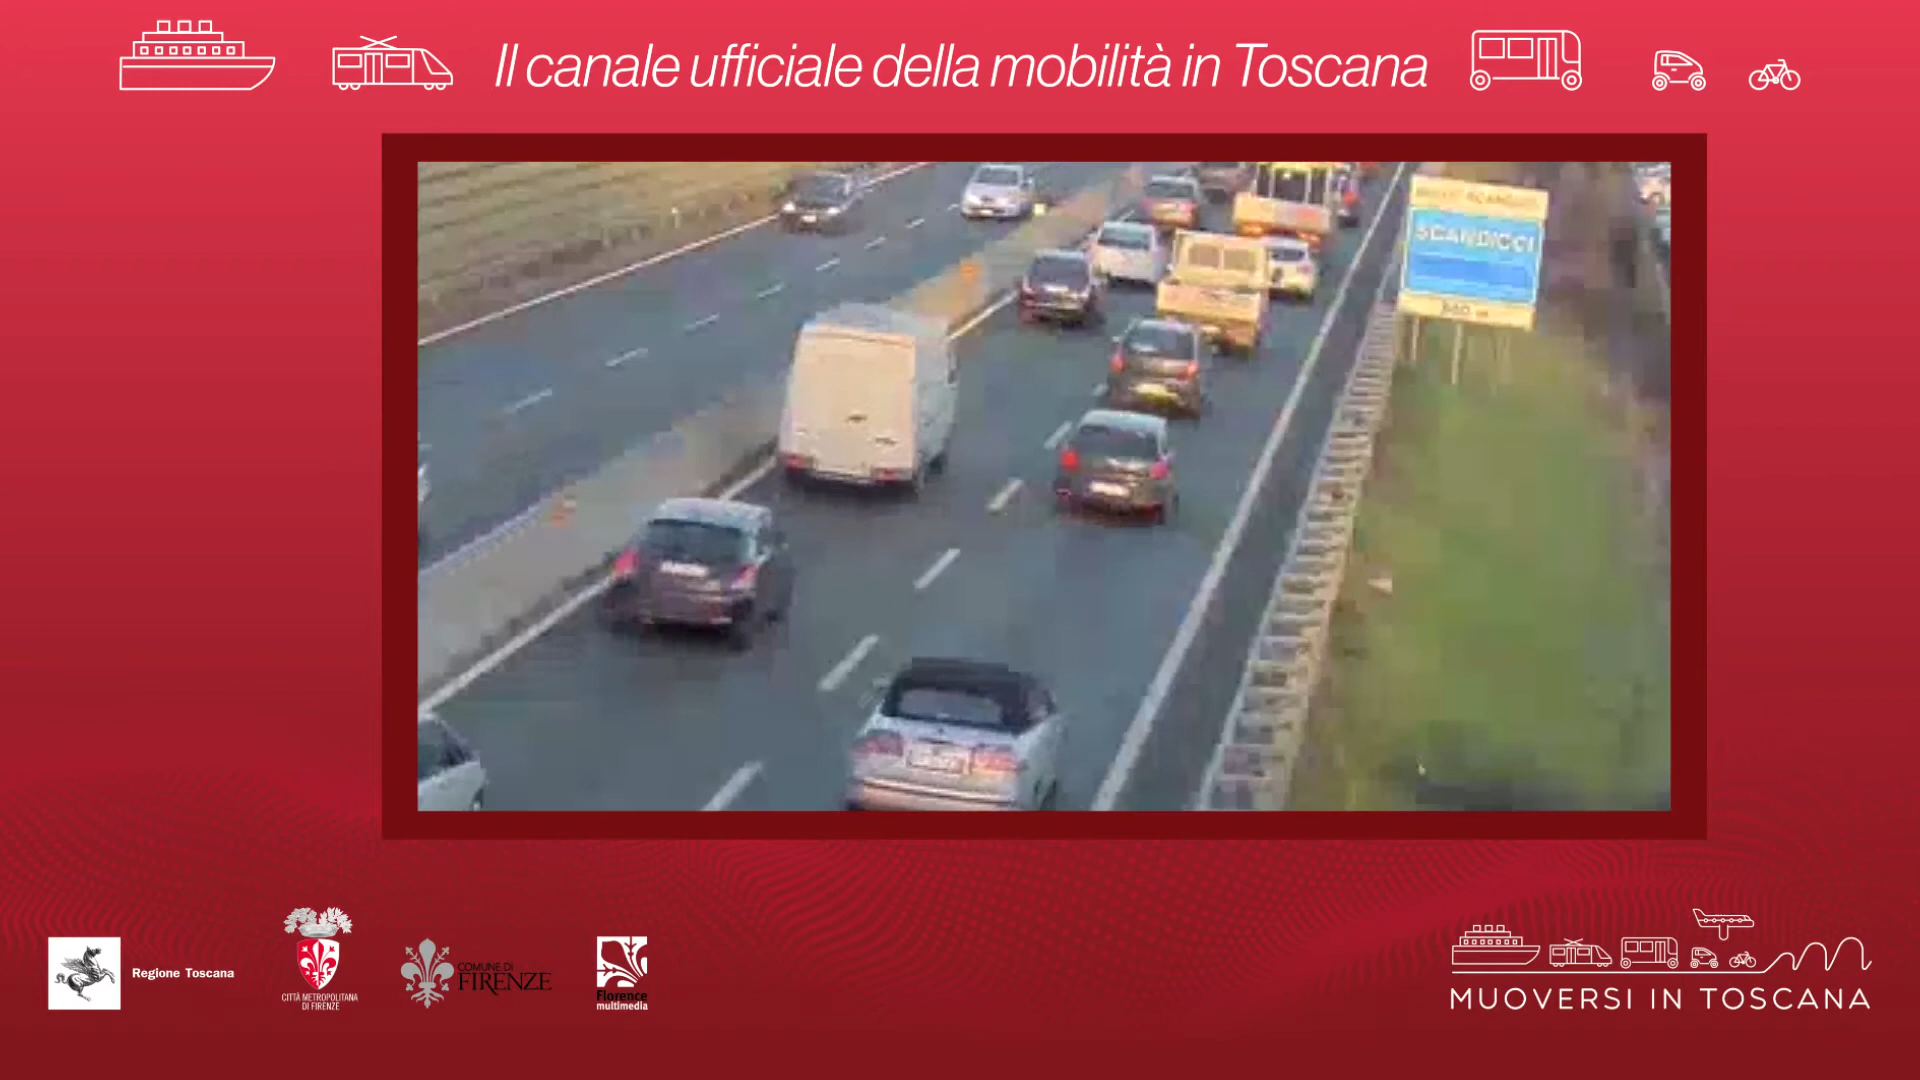 Il canale ufficiale della mobilità in Toscana
SCANDICCI
Regione Toscana
CITTÀ METROPOLITANA
DI FIRENZE
COMUNE DI
FIRENZE
Florence
multimedia
MUOVERSI IN TOSCANA